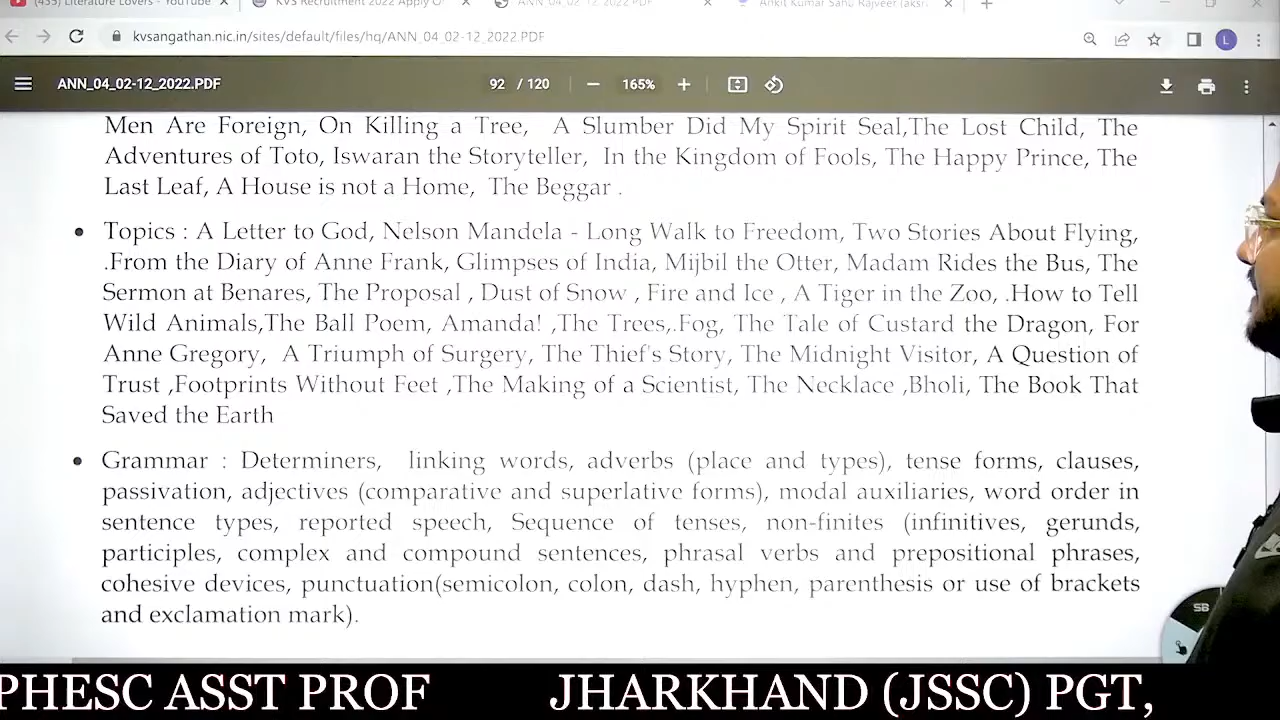 (435) Literature Lovers - YouTube
KVS Recruitment 2022 Apply O
ANN_04_02-12_2022.PDF
Ankit Kumar Sahu Rajveer (aksr
kvsangathan.nic.in/sites/default/files/hq/ANN_04_02-12_2022.PDF
L
ANN_04_02-12_2022.PDF
92 / 120
165%
Men Are Foreign, On Killing a Tree, A Slumber Did My Spirit Seal,The Lost Child, The
Adventures of Toto, Iswaran the Storyteller, In the Kingdom of Fools, The Happy Prince, The
Last Leaf, A House is not a Home, The Beggar .
• Topics : A Letter to God, Nelson Mandela - Long Walk to Freedom, Two Stories About Flying,
.From the Diary of Anne Frank, Glimpses of India, Mijbil the Otter, Madam Rides the Bus, The
Sermon at Benares, The Proposal , Dust of Snow , Fire and Ice , A Tiger in the Zoo, .How to Tell
Wild Animals,The Ball Poem, Amanda! ,The Trees,.Fog, The Tale of Custard the Dragon, For
Anne Gregory, A Triumph of Surgery, The Thief's Story, The Midnight Visitor, A Question of
Trust ,Footprints Without Feet ,The Making of a Scientist, The Necklace ,Bholi, The Book That
Saved the Earth
• Grammar : Determiners, linking words, adverbs (place and types), tense forms, clauses,
passivation, adjectives (comparative and superlative forms), modal auxiliaries, word order in
sentence types, reported speech, Sequence of tenses, non-finites (infinitives, gerunds,
participles, complex and compound sentences, phrasal verbs and prepositional phrases,
cohesive devices, punctuation(semicolon, colon, dash, hyphen, parenthesis or use of brackets
and exclamation mark).
SB
PHESC ASST PROF JHARKHAND (JSSC) PGT,